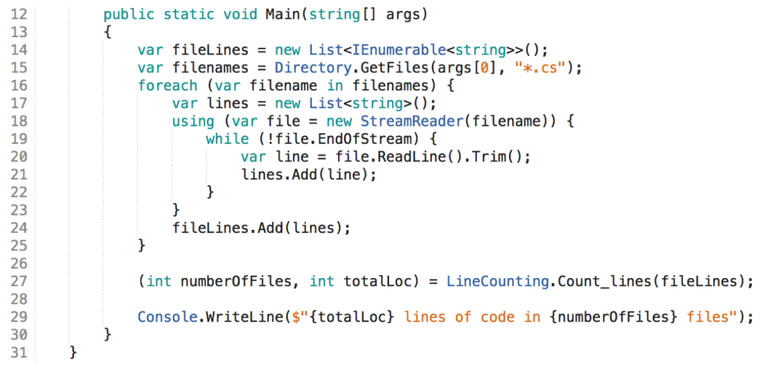 12 public static void Main(string[] args)
13 {
14 var fileLines = new List<IEnumerable<string>>();
15 var filenames = Directory.GetFiles(args[0], "*.cs");
16 foreach (var filename in filenames) {
17 var lines = new List<string>();
18 using (var file = new StreamReader(filename)) {
19 while (!file.EndOfStream) {
20 var line = file.ReadLine().Trim();
21 lines.Add(line);
22 }
23 }
24 fileLines.Add(lines);
25 }
26
27 (int numberOfFiles, int totalLoc) = LineCounting.Count_lines(fileLines);
28
29 Console.WriteLine($"{totalLoc} lines of code in {numberOfFiles} files");
30 }
31 }